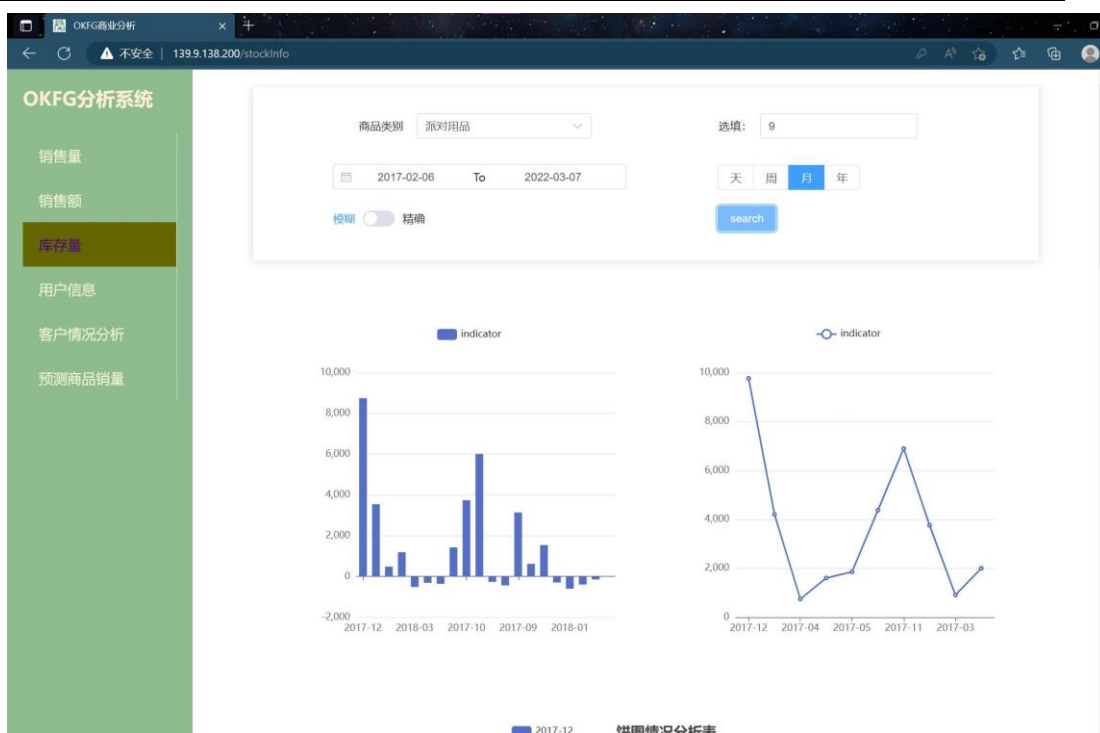 OKFG商业分析
不安全 139.9.138.200/stockInfo
OKFG分析系统
销售量
销售额
库存量
用户信息
客户情况分析
预测商品销量
商品类别 派对用品 选填: 9
2017-02-06 To 2022-03-07 天 周 月 年
模糊 精确 search
indicator
10,000
8,000
6,000
4,000
2,000
0
-2,000
2017-12 2018-03 2017-10 2017-09 2018-01
indicator
10,000
8,000
6,000
4,000
2,000
0
2017-12 2017-04 2017-05 2017-11 2017-03
2017-12 饼图情况分析表